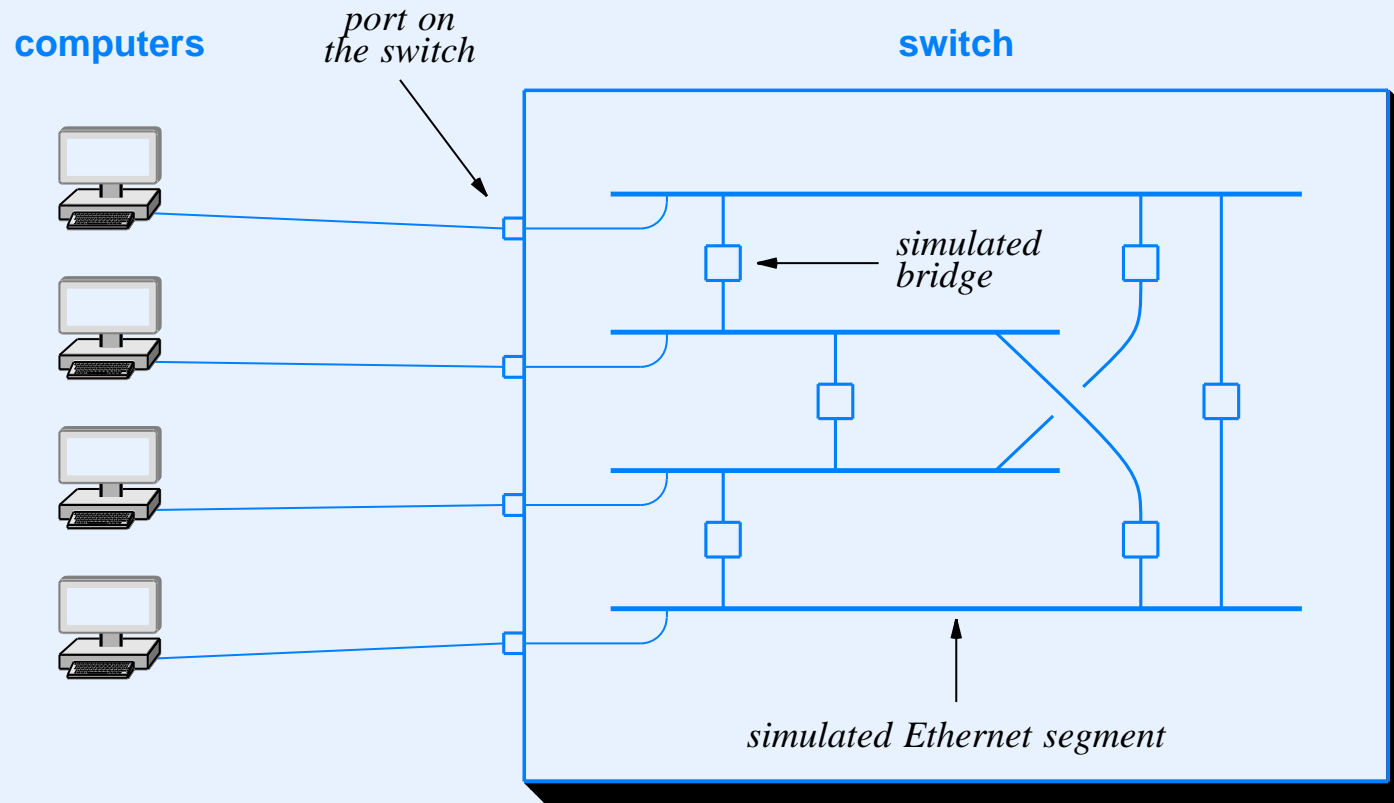 computers
port on
the switch
switch
simulated
bridge
simulated Ethernet segment